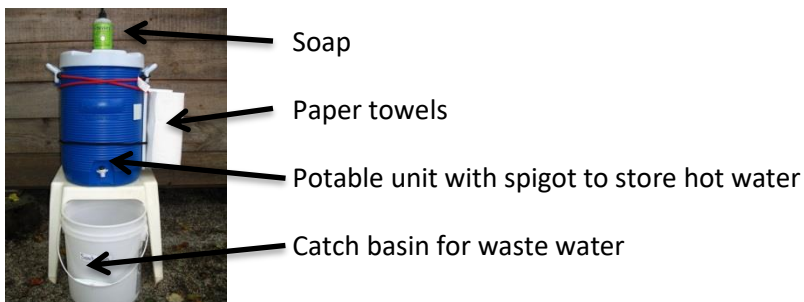 Soap
Paper towels
Potable unit with spigot to store hot water
Catch basin for waste water